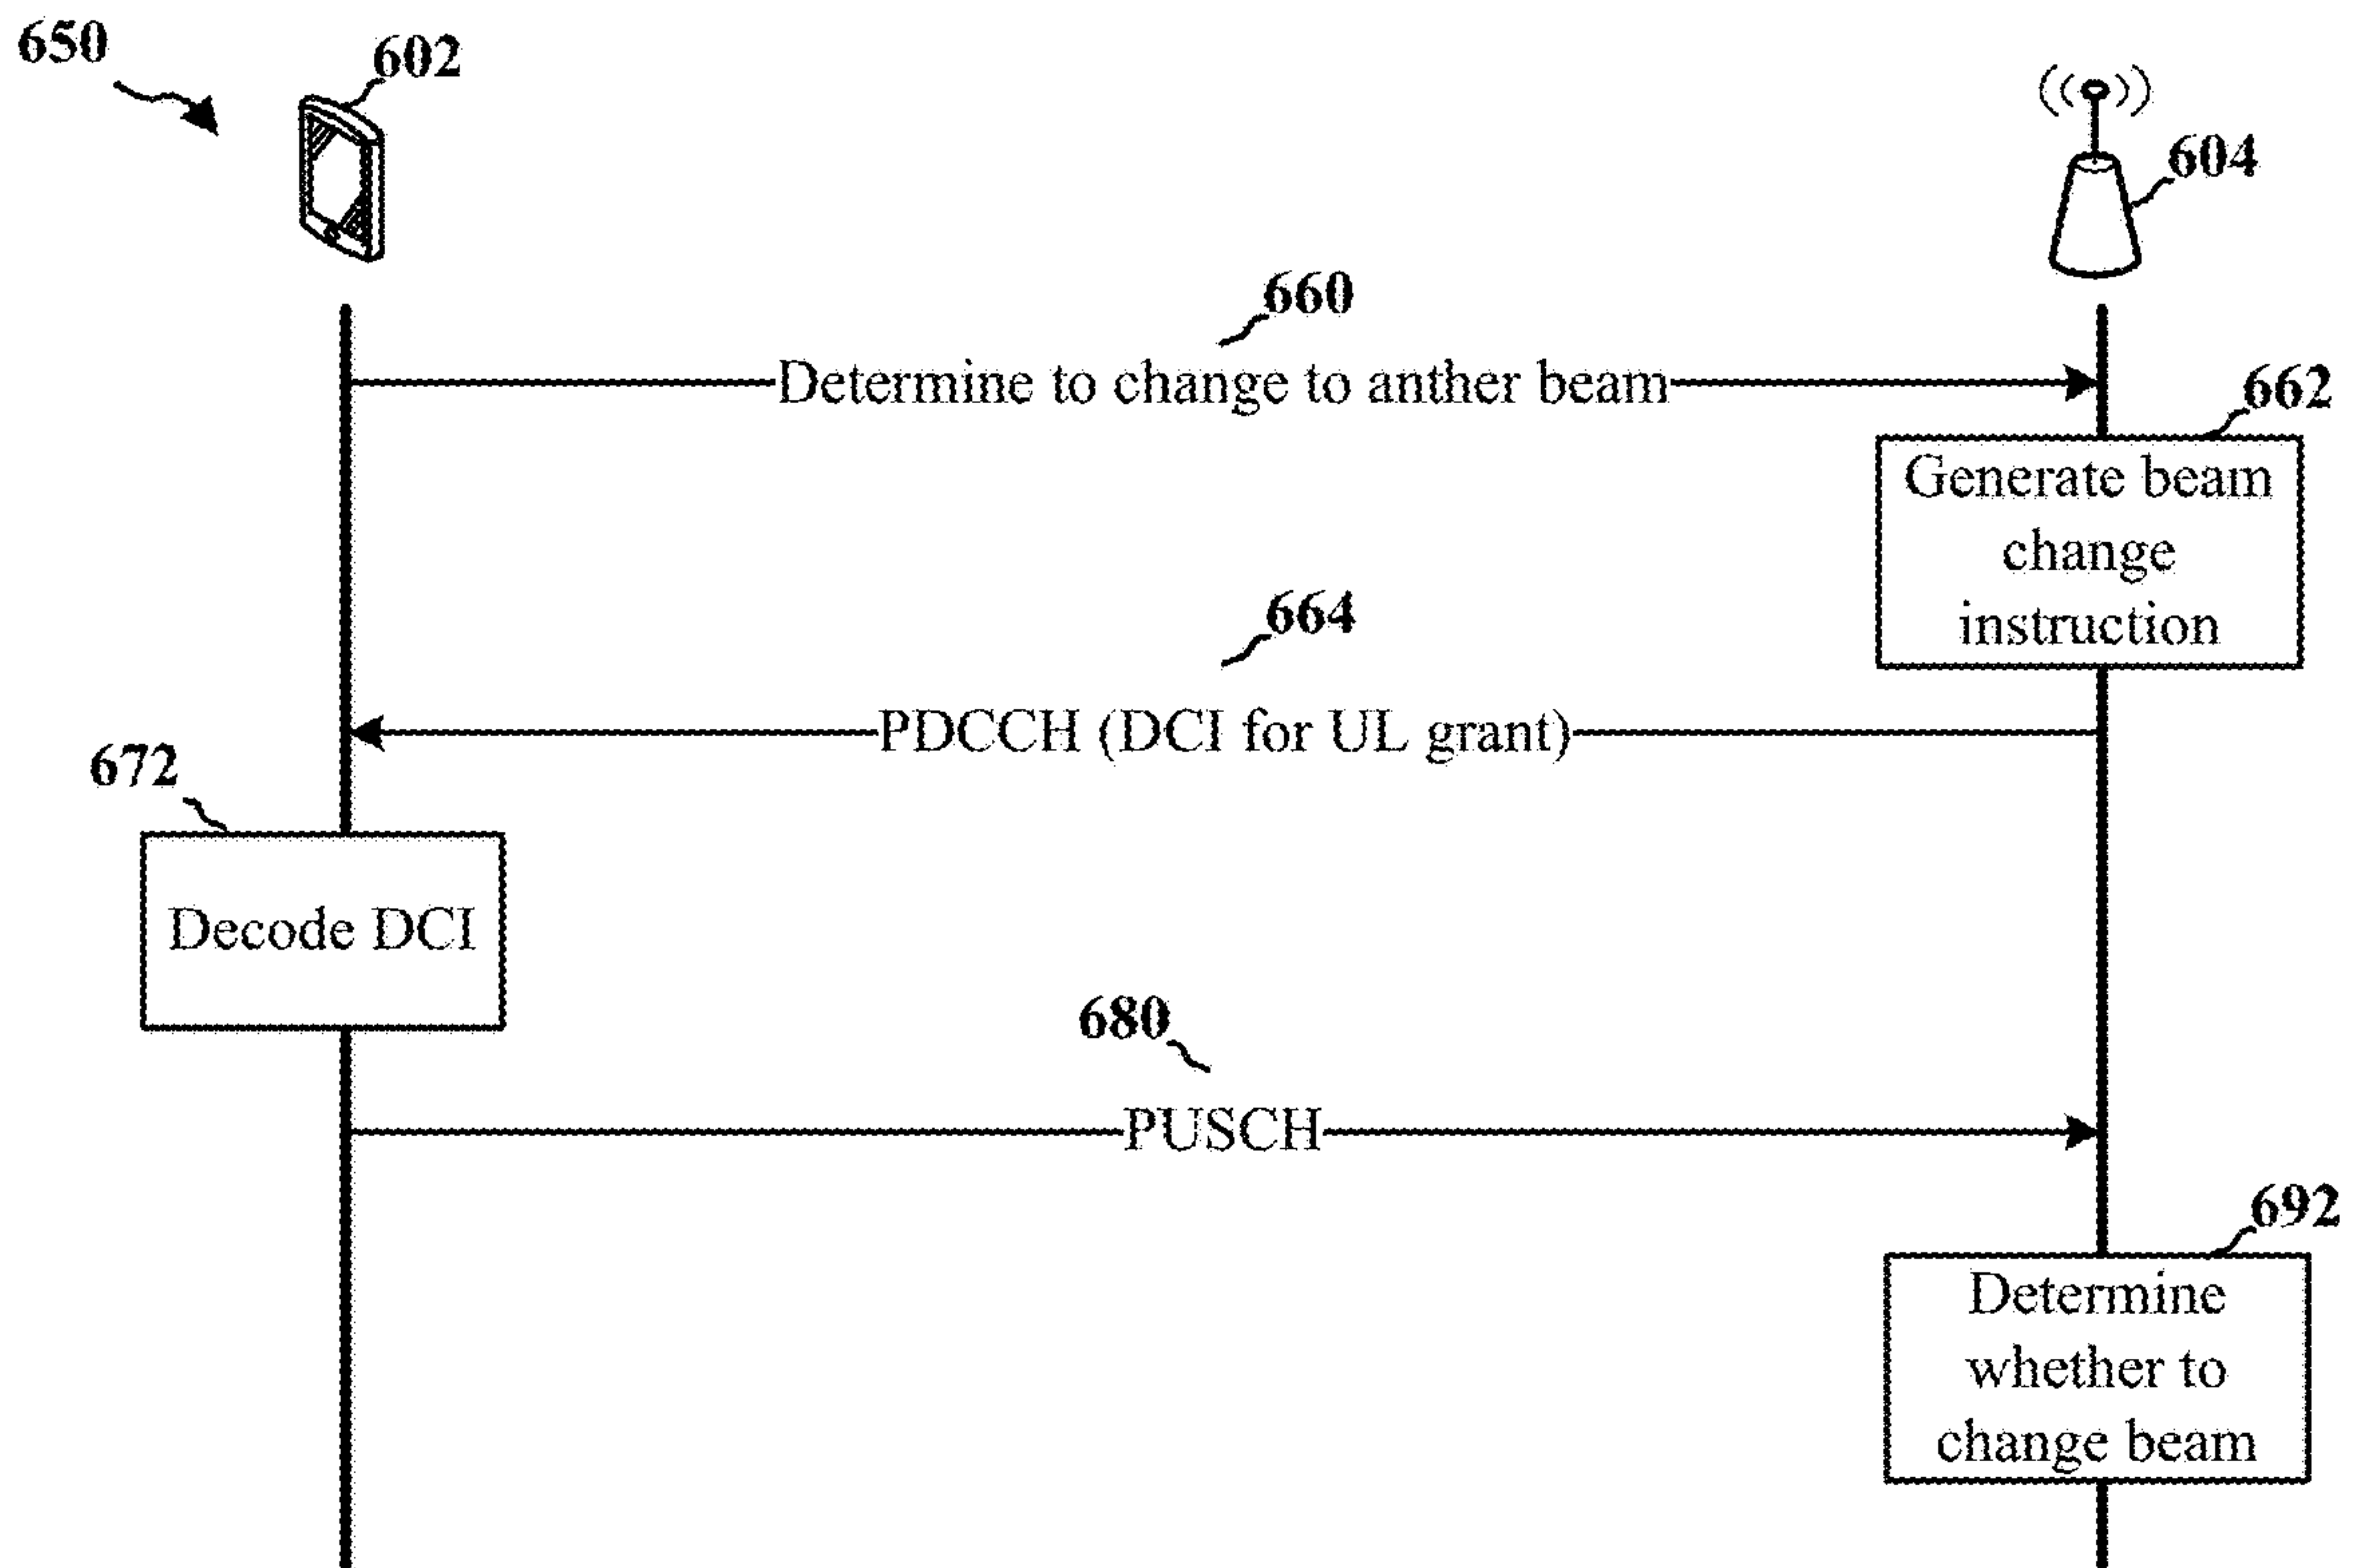 650
602
604
660
Determine to change to anther beam
662
Generate beam
change
instruction
664
PDCCH (DCI for UL grant)
672
Decode DCI
680
PUSCH
692
Determine
whether to
change beam